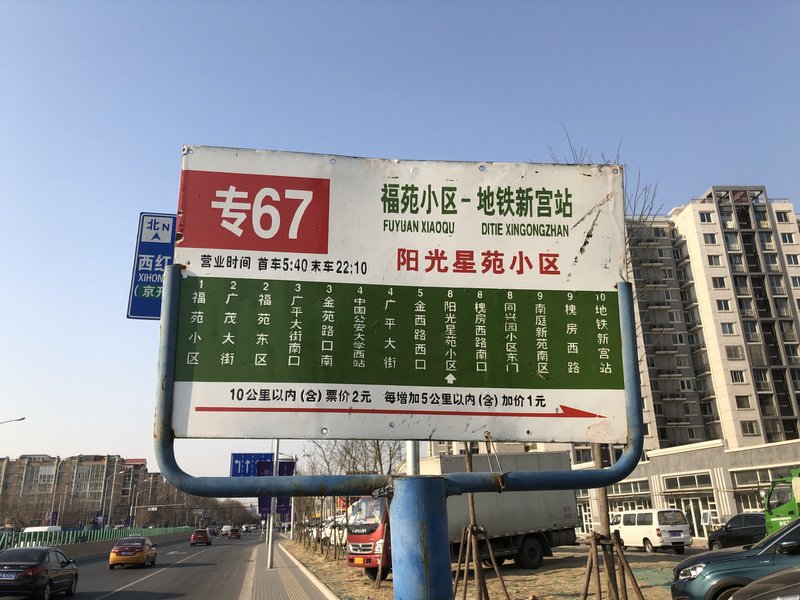 专67
福苑小区-地铁新宫站
FUYUAN XIAOQU DITIE XINGONGZHAN
营业时间 首车5:40 末车22:10
阳光星苑小区
1 福苑小区
2 广茂大街
2 福苑东区
3 广平大街南口
3 金苑路口南
4 中国公安大学西站
4 广平大街
5 金西路西口
8 阳光星苑小区
8 槐房西路南口
8 同兴园小区东门
9 南庭新苑南区
9 槐房西路
10 地铁新宫站
10公里以内(含)票价2元 每增加5公里以内(含)加价1元
北N
西红
XIHON
(京开